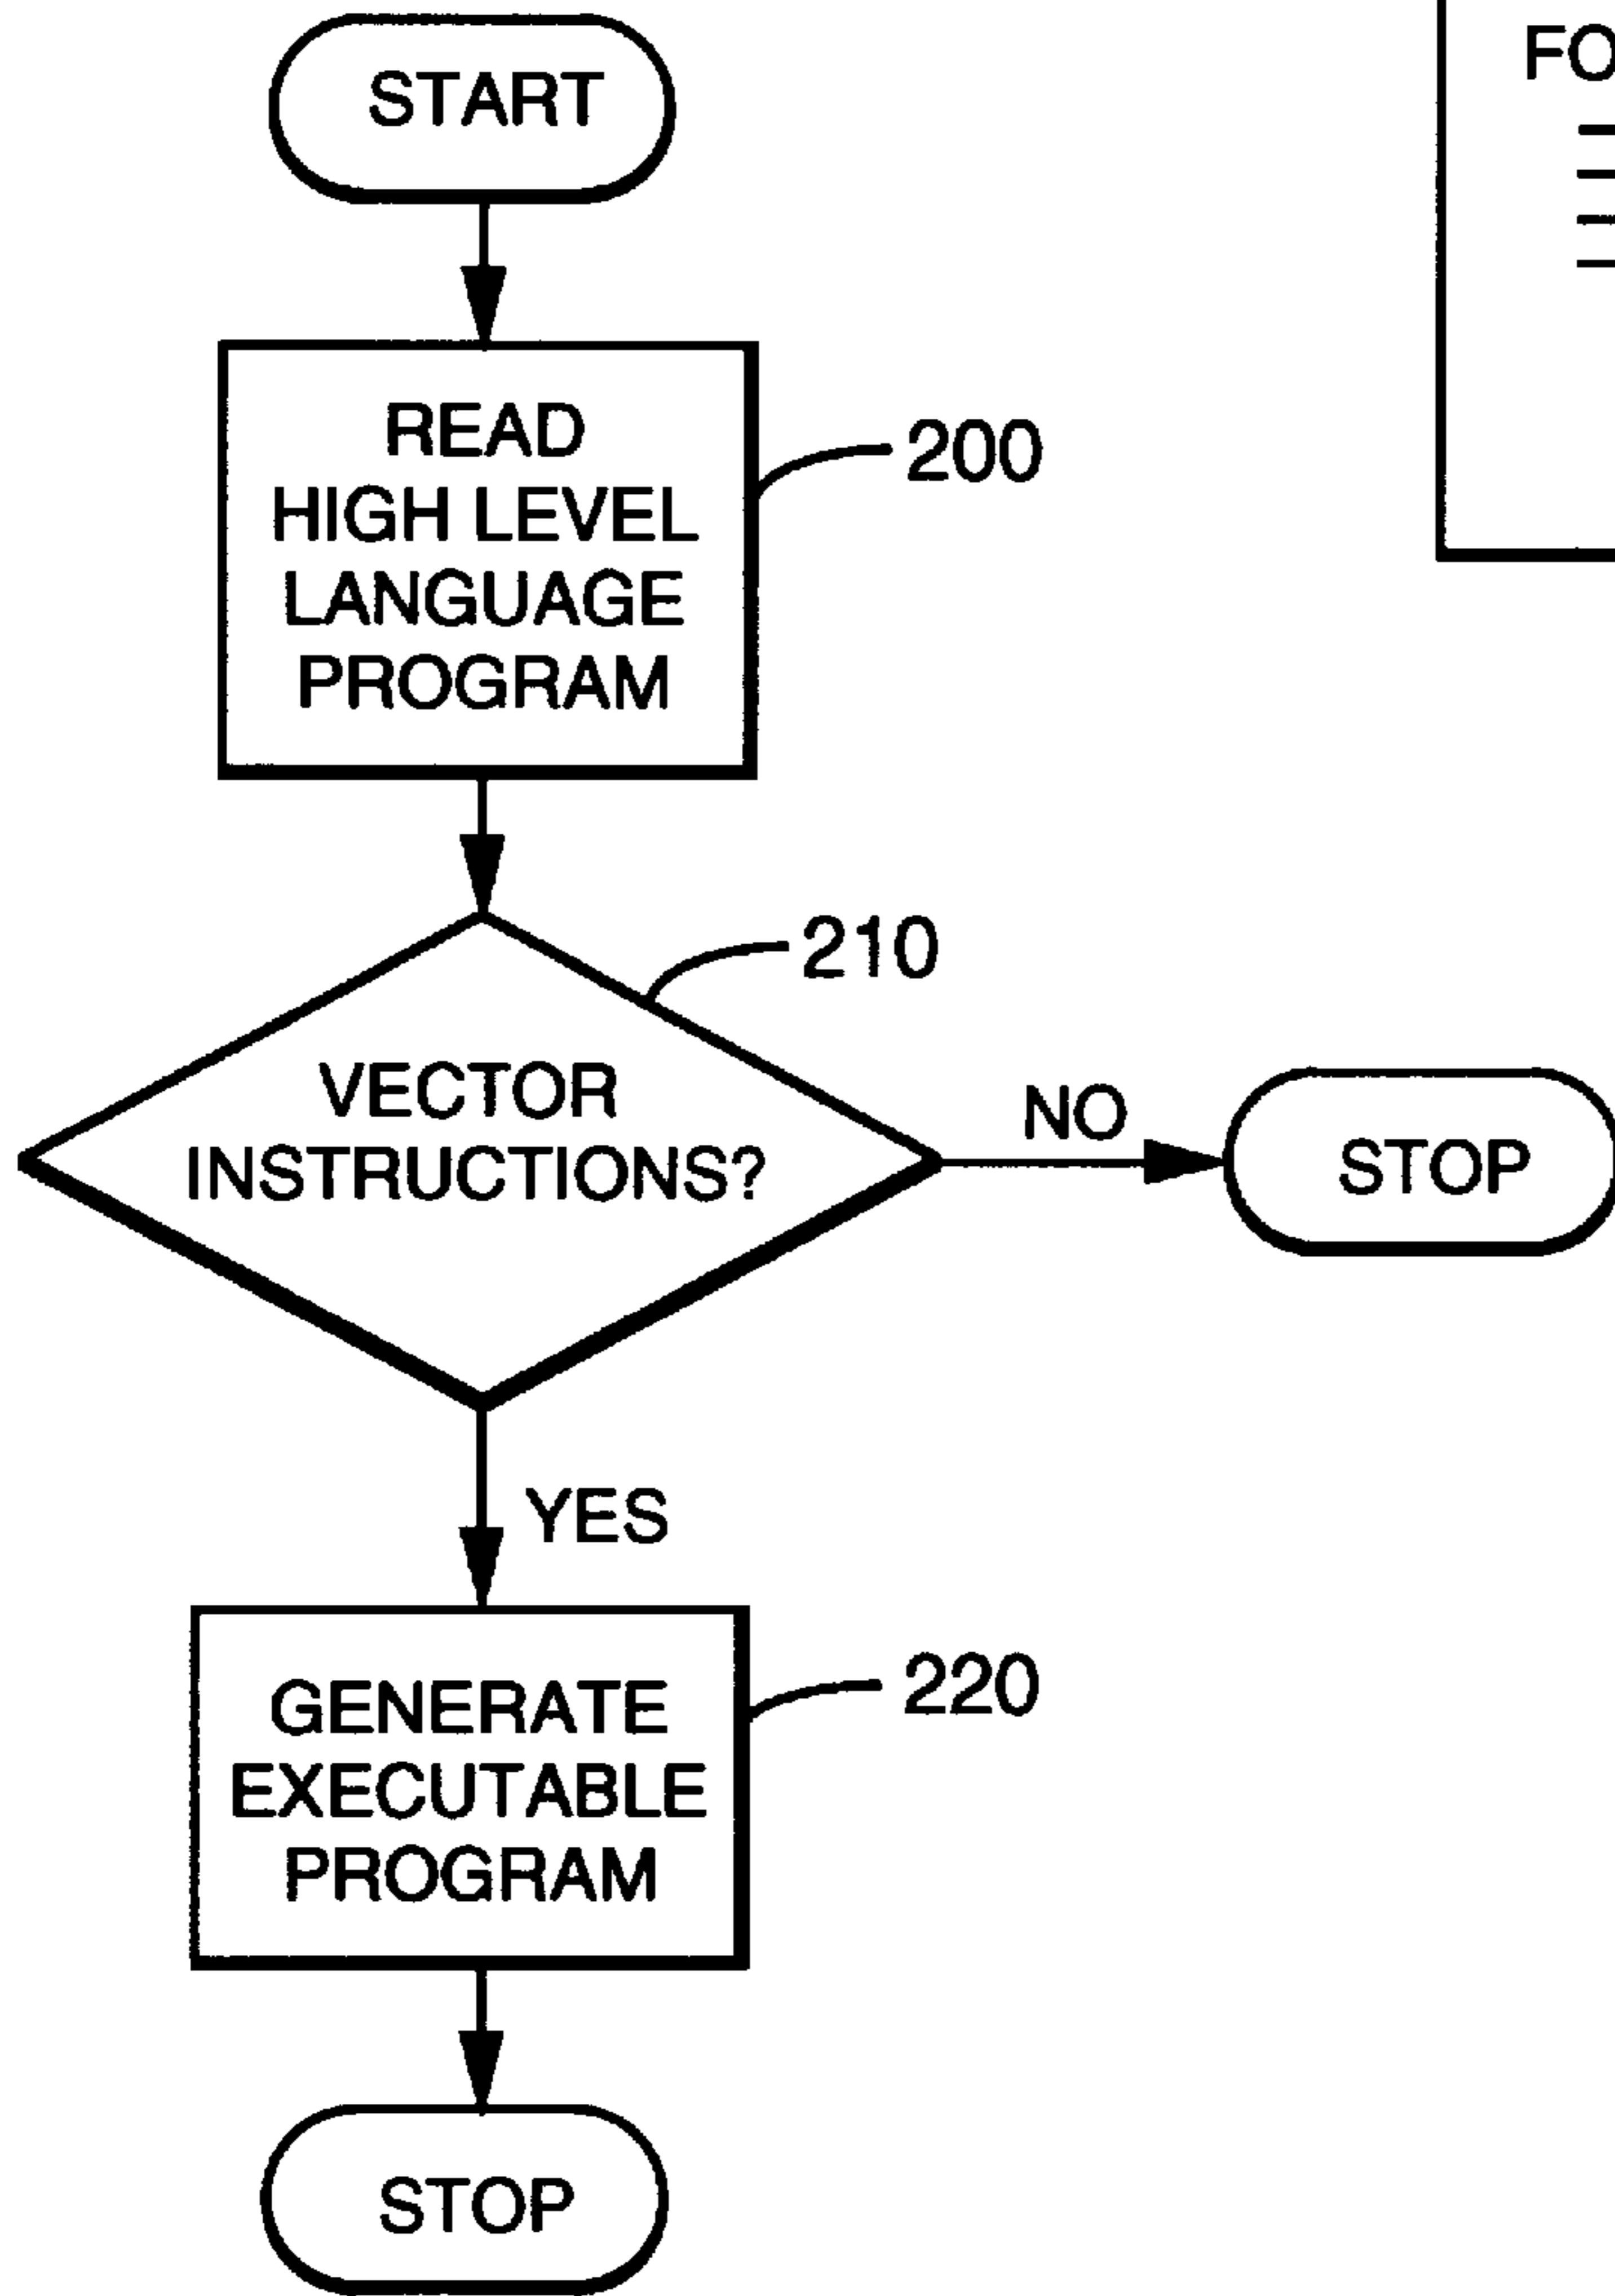 START
READ
HIGH LEVEL
LANGUAGE
PROGRAM
200
210
VECTOR
INSTRUCTIONS?
NO
STOP
YES
GENERATE
EXECUTABLE
PROGRAM
220
STOP